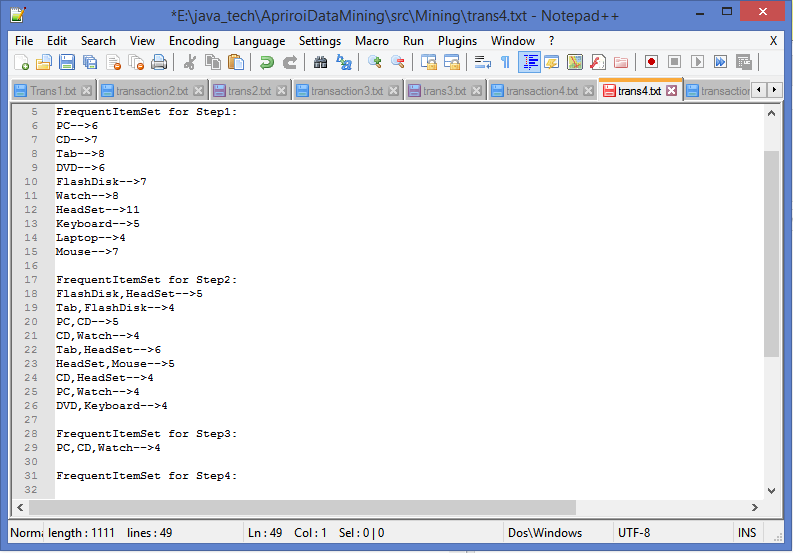 *E:\java_tech\ApriroiDataMining\src\Mining\trans4.txt - Notepad++
File Edit Search View Encoding Language Settings Macro Run Plugins Window ? X
Trans1.txt transaction2.txt trans2.txt transaction3.txt trans3.txt transaction4.txt trans4.txt transaction
5 FrequentItemSet for Step1:
6 PC-->6
7 CD-->7
8 Tab-->8
9 DVD-->6
10 FlashDisk-->7
11 Watch-->8
12 HeadSet-->11
13 Keyboard-->5
14 Laptop-->4
15 Mouse-->7
16
17 FrequentItemSet for Step2:
18 FlashDisk,HeadSet-->5
19 Tab,FlashDisk-->4
20 PC,CD-->5
21 CD,Watch-->4
22 Tab,HeadSet-->6
23 HeadSet,Mouse-->5
24 CD,HeadSet-->4
25 PC,Watch-->4
26 DVD,Keyboard-->4
27
28 FrequentItemSet for Step3:
29 PC,CD,Watch-->4
30
31 FrequentItemSet for Step4:
32
Norma length : 1111 lines : 49 Ln : 49 Col : 1 Sel : 0 | 0 Dos\Windows UTF-8 INS